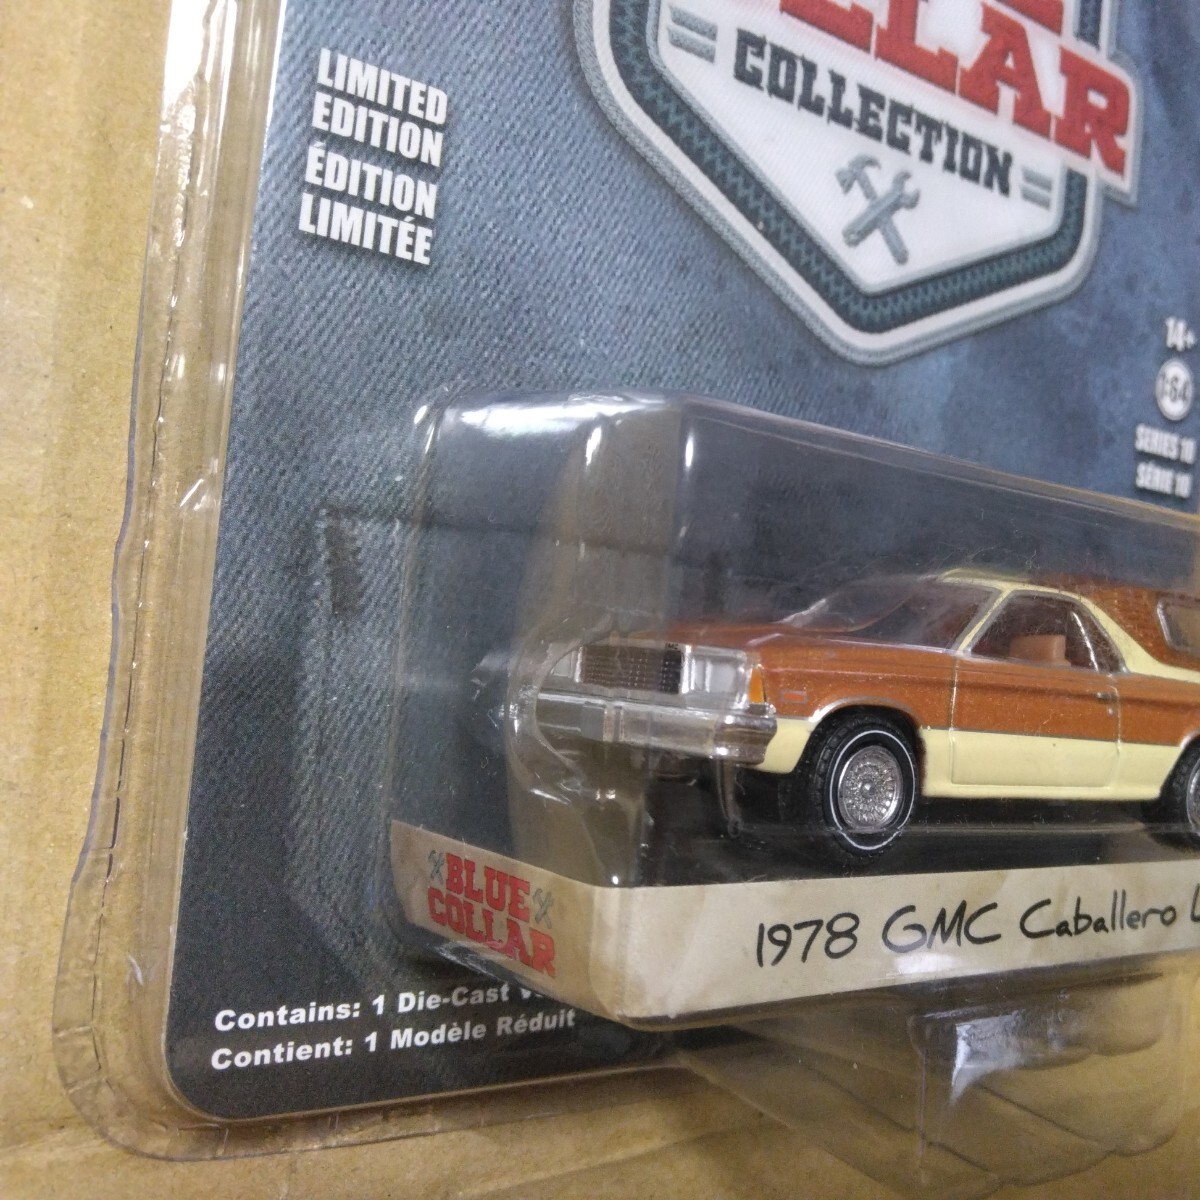 LIMITED
EDITION
ÉDITION
LIMITÉE
COLLECTION
14+
1:64
SERIES 10
SÉRIE 10
BLUE
COLLAR
1978 GMC Caballero
Contains: 1 Die-Cast
Contient: 1 Modèle Réduit